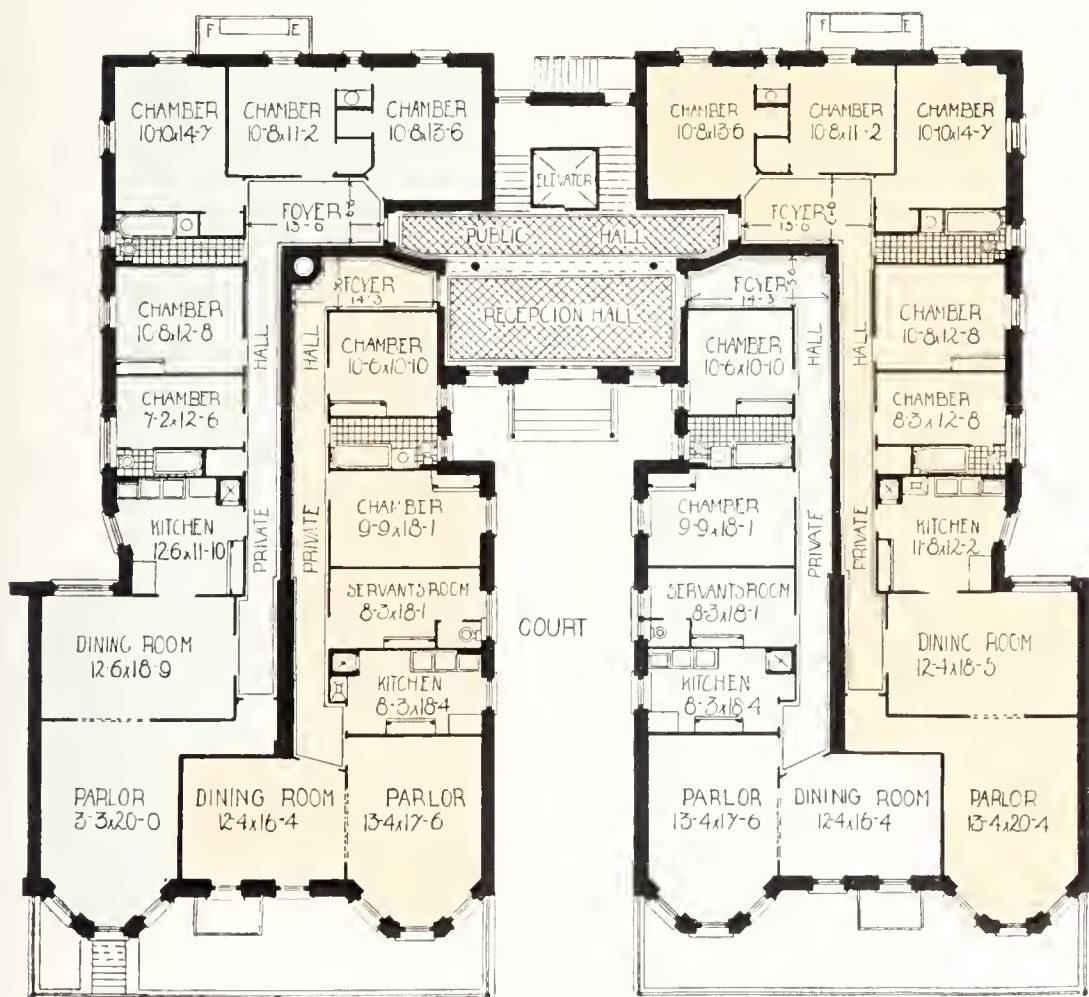 F E
F E
CHAMBER
10-10x14-7
CHAMBER
10-8x11-2
CHAMBER
10-8x13-6
ELEVATOR
CHAMBER
10-8x13-6
CHAMBER
10-8x11-2
CHAMBER
10-10x14-7
FOYER
13-6
PUBLIC HALL
FOYER
13-6
FOYER
14-3
RECEPCION HALL
FOYER
14-3
CHAMBER
10-8x12-8
HALL
HALL
CHAMBER
10-6x10-10
CHAMBER
10-6x10-10
HALL
HALL
CHAMBER
10-8x12-8
CHAMBER
7-2x12-6
CHAMBER
8-3x12-8
KITCHEN
12-6x11-10
PRIVATE
PRIVATE
CHAMBER
9-9x18-1
CHAMBER
9-9x18-1
PRIVATE
PRIVATE
KITCHEN
11-8x12-2
SERVANTS ROOM
8-3x18-1
COURT
SERVANTS ROOM
8-3x18-1
DINING ROOM
12-6x18-9
KITCHEN
8-3x18-4
KITCHEN
8-3x18-4
DINING ROOM
12-4x18-5
PARLOR
3-3x20-0
DINING ROOM
12-4x16-4
PARLOR
13-4x17-6
PARLOR
13-4x17-6
DINIG ROOM
12-4x16-4
PARLOR
13-4x20-4